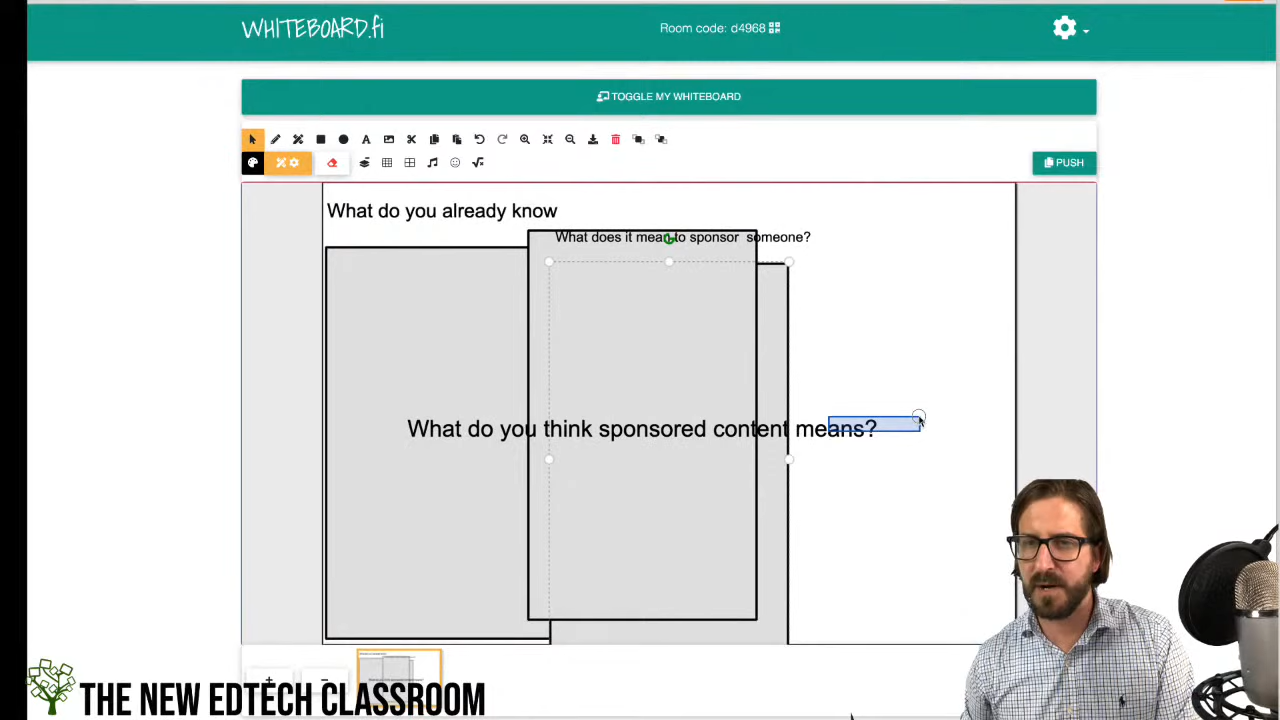 WHITEBOARD.fi
Room code: d4968
TOGGLE MY WHITEBOARD
A
PUSH
What do you already know
What does it mean to sponsor someone?
What do you think sponsored content means?
THE NEW EDTECH CLASSROOM